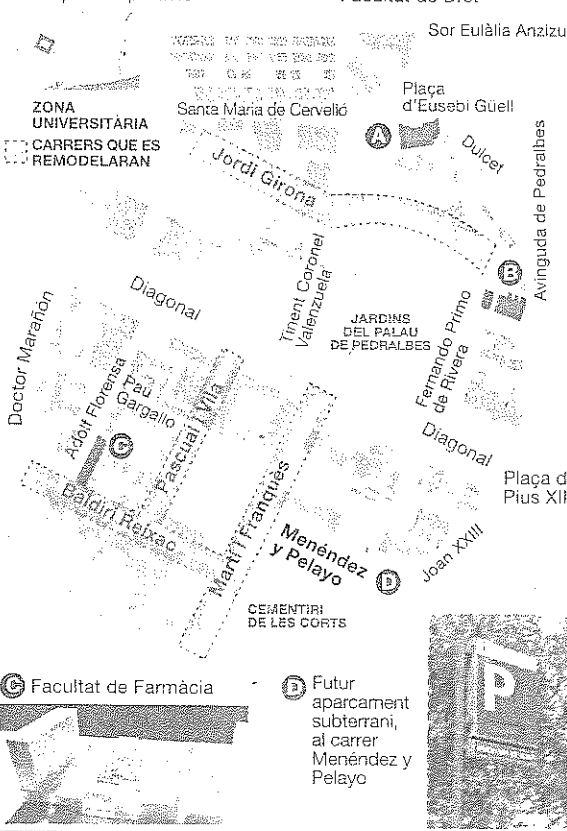 Sor Eulàlia Anzizu
Plaça
d'Eusebi Güell
ZONA
UNIVERSITÀRIA
CARRERS QUE ES
REMODELARAN
Santa Maria de Cervelló
A
Dulcet
Avinguda de Pedralbes
Jordi Girona
B
Tinent Coronel
Valenzuela
Diagonal
JARDINS
DEL PALAU
DE PEDRALBES
Fernando Primo
de Rivera
Doctor Marañón
Adolf Florensa
Pau
Gargallo
Pascual i Vila
C
Diagonal
Baldiri Reixac
Martí i Franquès
Plaça d
Pius XII
Menéndez
y Pelayo
D
Joan XXIII
CEMENTIRI
DE LES CORTS
C Facultat de Farmàcia
D Futur
aparcament
subterrani,
al carrer
Menéndez y
Pelayo
P